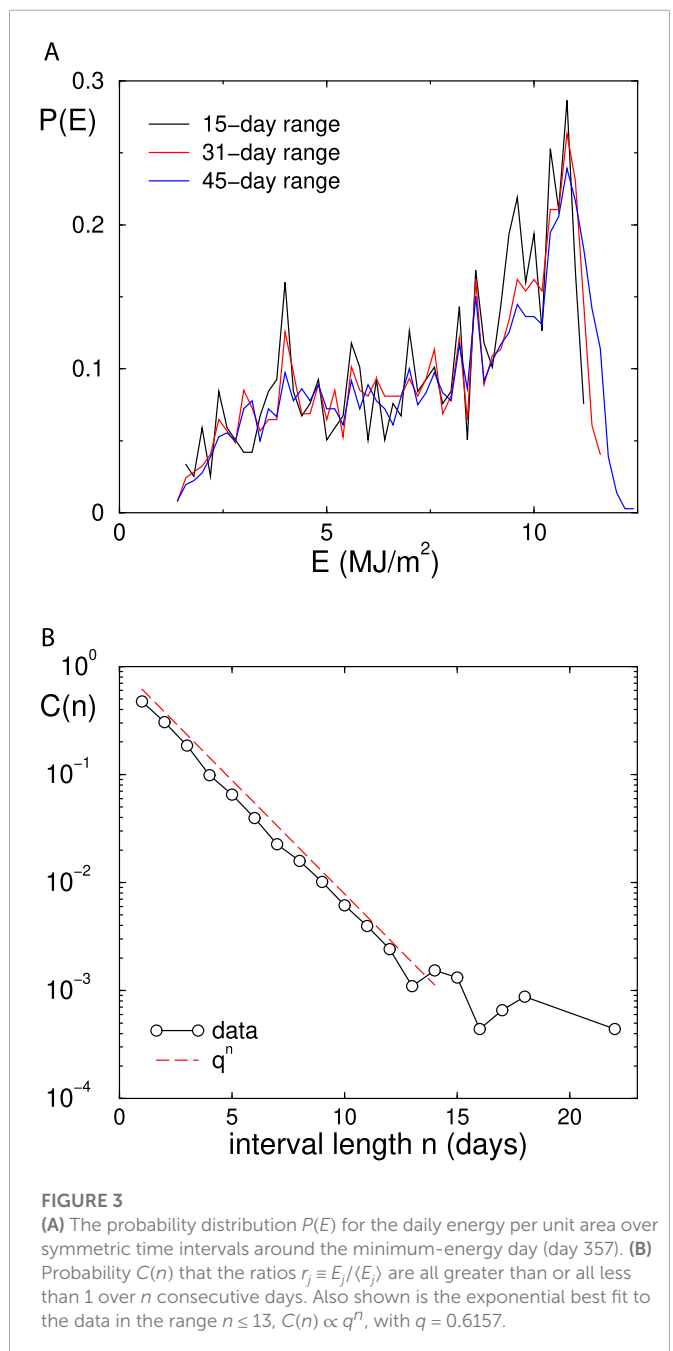 A
0.3
P(E)
15−day range
31−day range
45−day range
0.2
0.1
0
0 5 10
E (MJ/m²)
B
10⁰
C(n)
10⁻¹
10⁻²
10⁻³
data
qⁿ
10⁻⁴
0 5 10 15 20
interval length n (days)
FIGURE 3
(A) The probability distribution P(E) for the daily energy per unit area over
symmetric time intervals around the minimum-energy day (day 357). (B)
Probability C(n) that the ratios rⱼ ≡ Eⱼ/⟨Eⱼ⟩ are all greater than or all less
than 1 over n consecutive days. Also shown is the exponential best fit to
the data in the range n ≤ 13, C(n) ∝ qⁿ, with q = 0.6157.